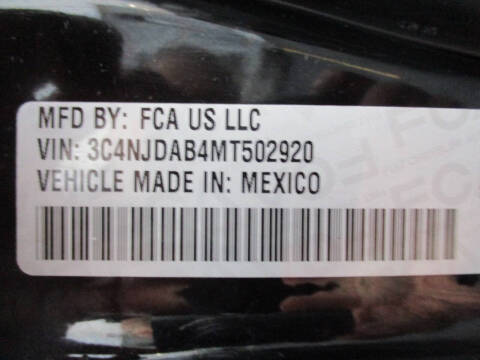 MFD BY: FCA US LLC
VIN: 3C4NJDAB4MT502920
VEHICLE MADE IN: MEXICO